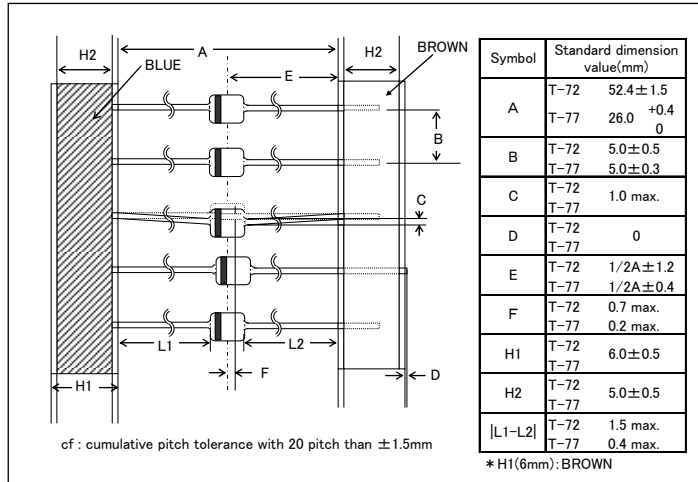 A
H2
BLUE
E
H2
BROWN
B
C
L1
L2
F
D
H1
cf : cumulative pitch tolerance with 20 pitch than ±1.5mm
Symbol Standard dimension value(mm)
A T-72 52.4±1.5
T-77 26.0 +0.4 0
B T-72 5.0±0.5
T-77 5.0±0.3
C T-72 1.0 max.
T-77
D T-72 0
T-77
E T-72 1/2A±1.2
T-77 1/2A±0.4
F T-72 0.7 max.
T-77 0.2 max.
H1 T-72 6.0±0.5
T-77
H2 T-72 5.0±0.5
T-77
|L1-L2| T-72 1.5 max.
T-77 0.4 max.
*H1(6mm):BROWN